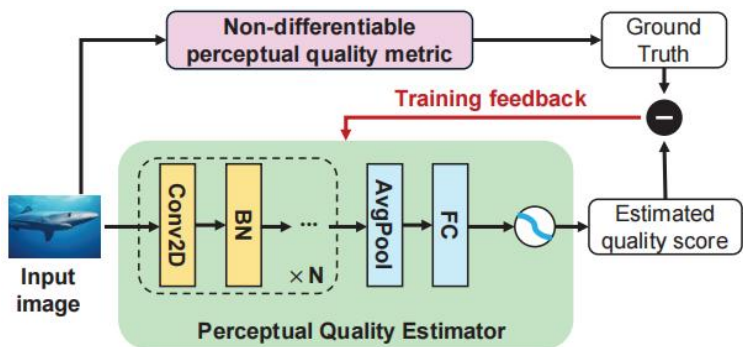 Non-differentiable
perceptual quality metric
Ground
Truth
Training feedback
Conv2D
BN
...
× N
AvgPool
FC
Input
image
Estimated
quality score
Perceptual Quality Estimator